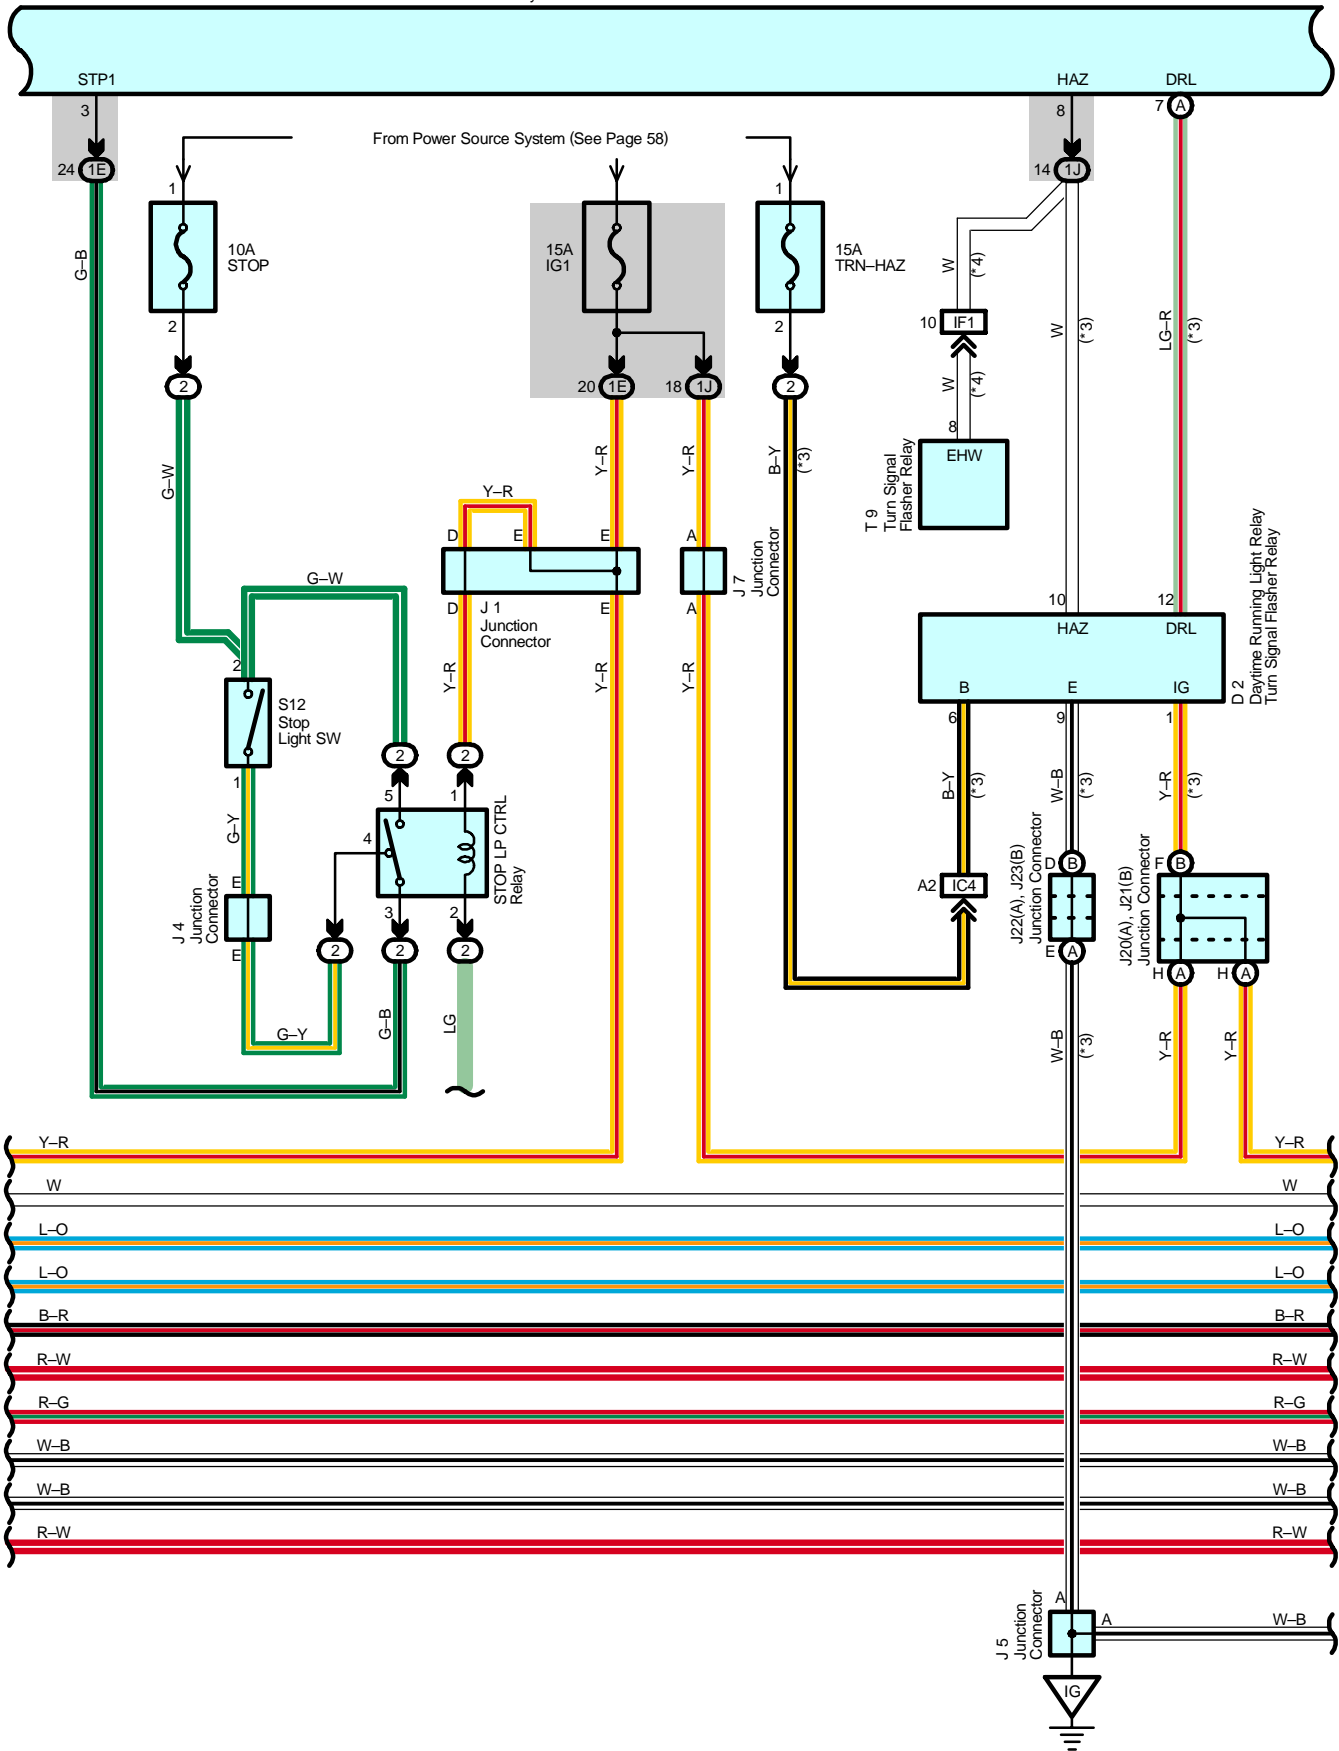 STP1
HAZ
DRL
3
8
7
A
From Power Source System (See Page 58)
24
1E
14
1J
1
1
10A
STOP
15A
IG1
15A
TRN–HAZ
2
2
2
20
1E
18
1J
2
G–B
G–W
Y–R
Y–R
B–Y
(*3)
W
(*4)
10
IF1
W
(*4)
8
EHW
T 9
Turn Signal
Flasher Relay
W
(*3)
LG–R
(*3)
Y–R
D
E
E
A
J 7
Junction
Connector
D
E
A
J 1
Junction
Connector
G–W
Y–R
Y–R
Y–R
10
12
HAZ
DRL
B
E
IG
D 2
Daytime Running Light Relay
Turn Signal Flasher Relay
6
9
1
2
S12
Stop
Light SW
1
G–Y
2
2
5
1
4
3
2
STOP LP CTRL
Relay
E
J 4
Junction
Connector
E
2
2
2
G–Y
G–B
LG
B–Y
(*3)
W–B
(*3)
Y–R
(*3)
A2
IC4
D
B
J22(A), J23(B)
Junction Connector
E
A
F
B
J20(A), J21(B)
Junction Connector
H
A
H
A
W–B
(*3)
Y–R
Y–R
Y–R
Y–R
W
W
L–O
L–O
L–O
L–O
B–R
B–R
R–W
R–W
R–G
R–G
W–B
W–B
W–B
W–B
R–W
R–W
A
J 5
Junction
Connector
A
W–B
IG